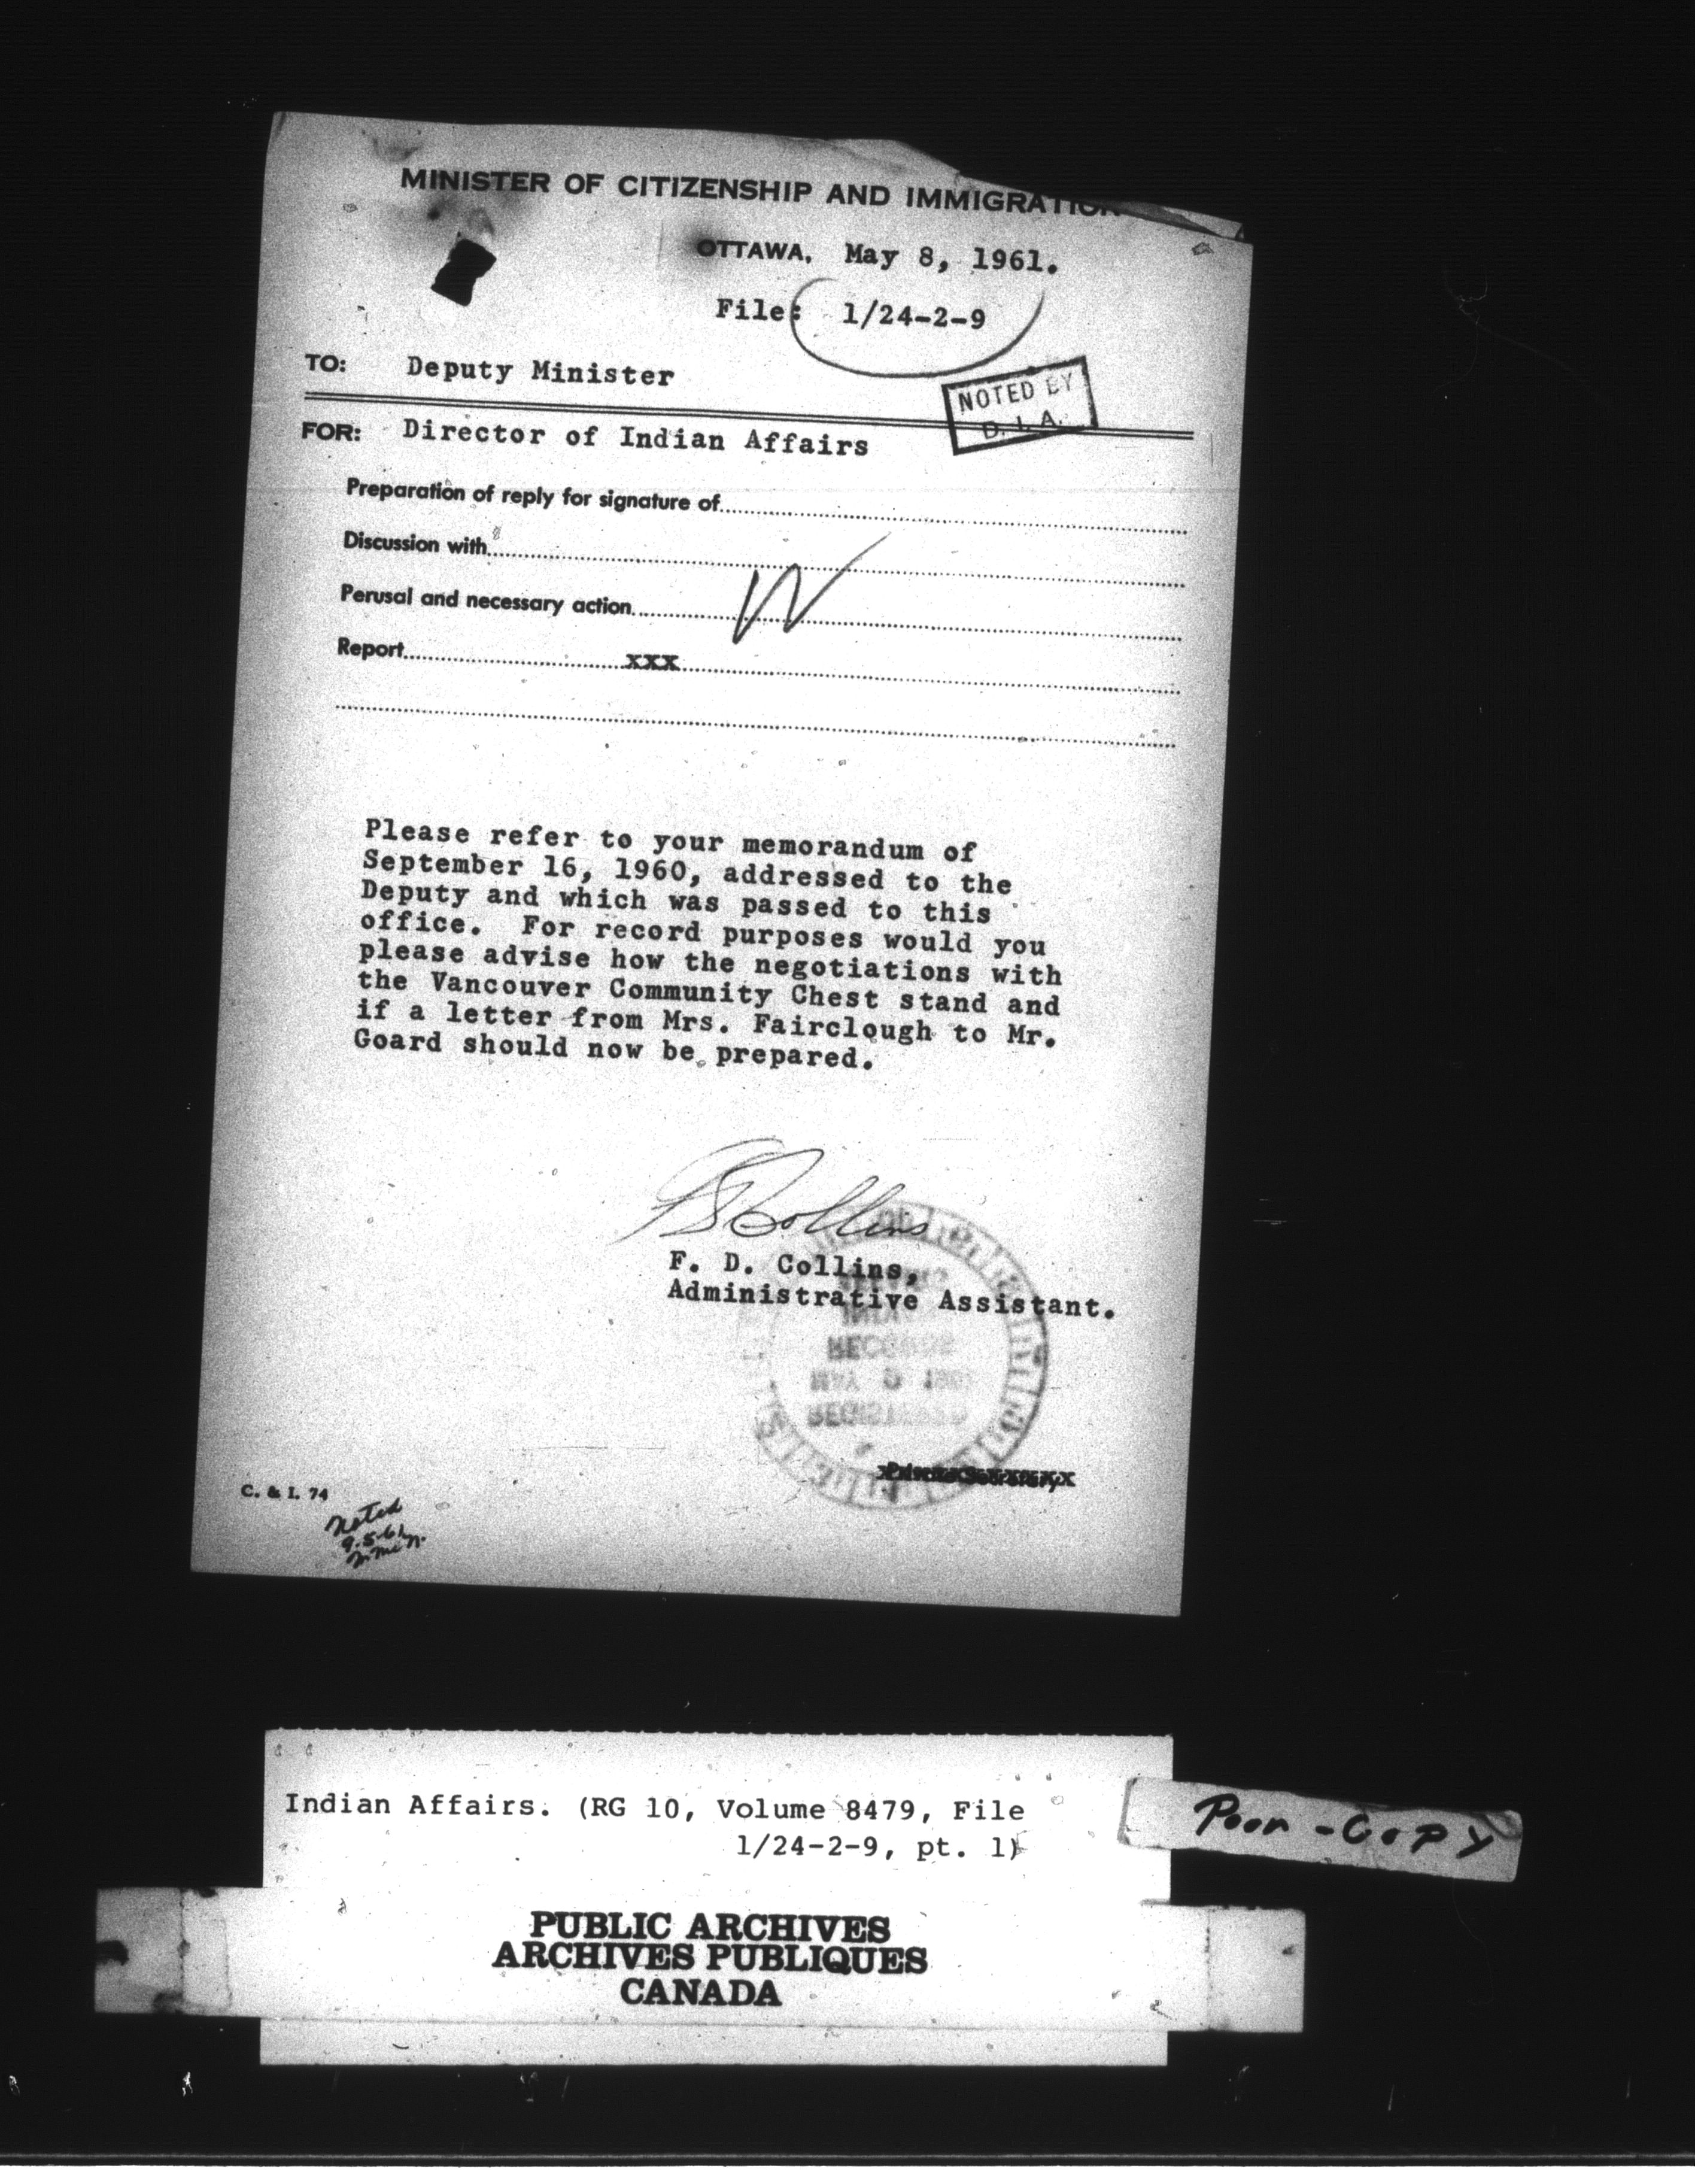 MINISTER OF CITIZENSHIP AND IMMIGRATION
OTTAWA, May 8, 1961.
File: 1/24-2-9
TO: Deputy Minister
NOTED BY
D. I. A.
FOR: Director of Indian Affairs
Preparation of reply for signature of
Discussion with
Perusal and necessary action
Report xxx
Please refer to your memorandum of
September 16, 1960, addressed to the
Deputy and which was passed to this
office. For record purposes would you
please advise how the negotiations with
the Vancouver Community Chest stand and
if a letter from Mrs. Fairclough to Mr.
Goard should now be prepared.
F. D. Collins,
Administrative Assistant.
RECORDS
REGISTERED
Private Secretary
C. & I. 74
Noted
9.5.61
Indian Affairs. (RG 10, Volume 8479, File
1/24-2-9, pt. 1)
Poor - Copy
PUBLIC ARCHIVES
ARCHIVES PUBLIQUES
CANADA